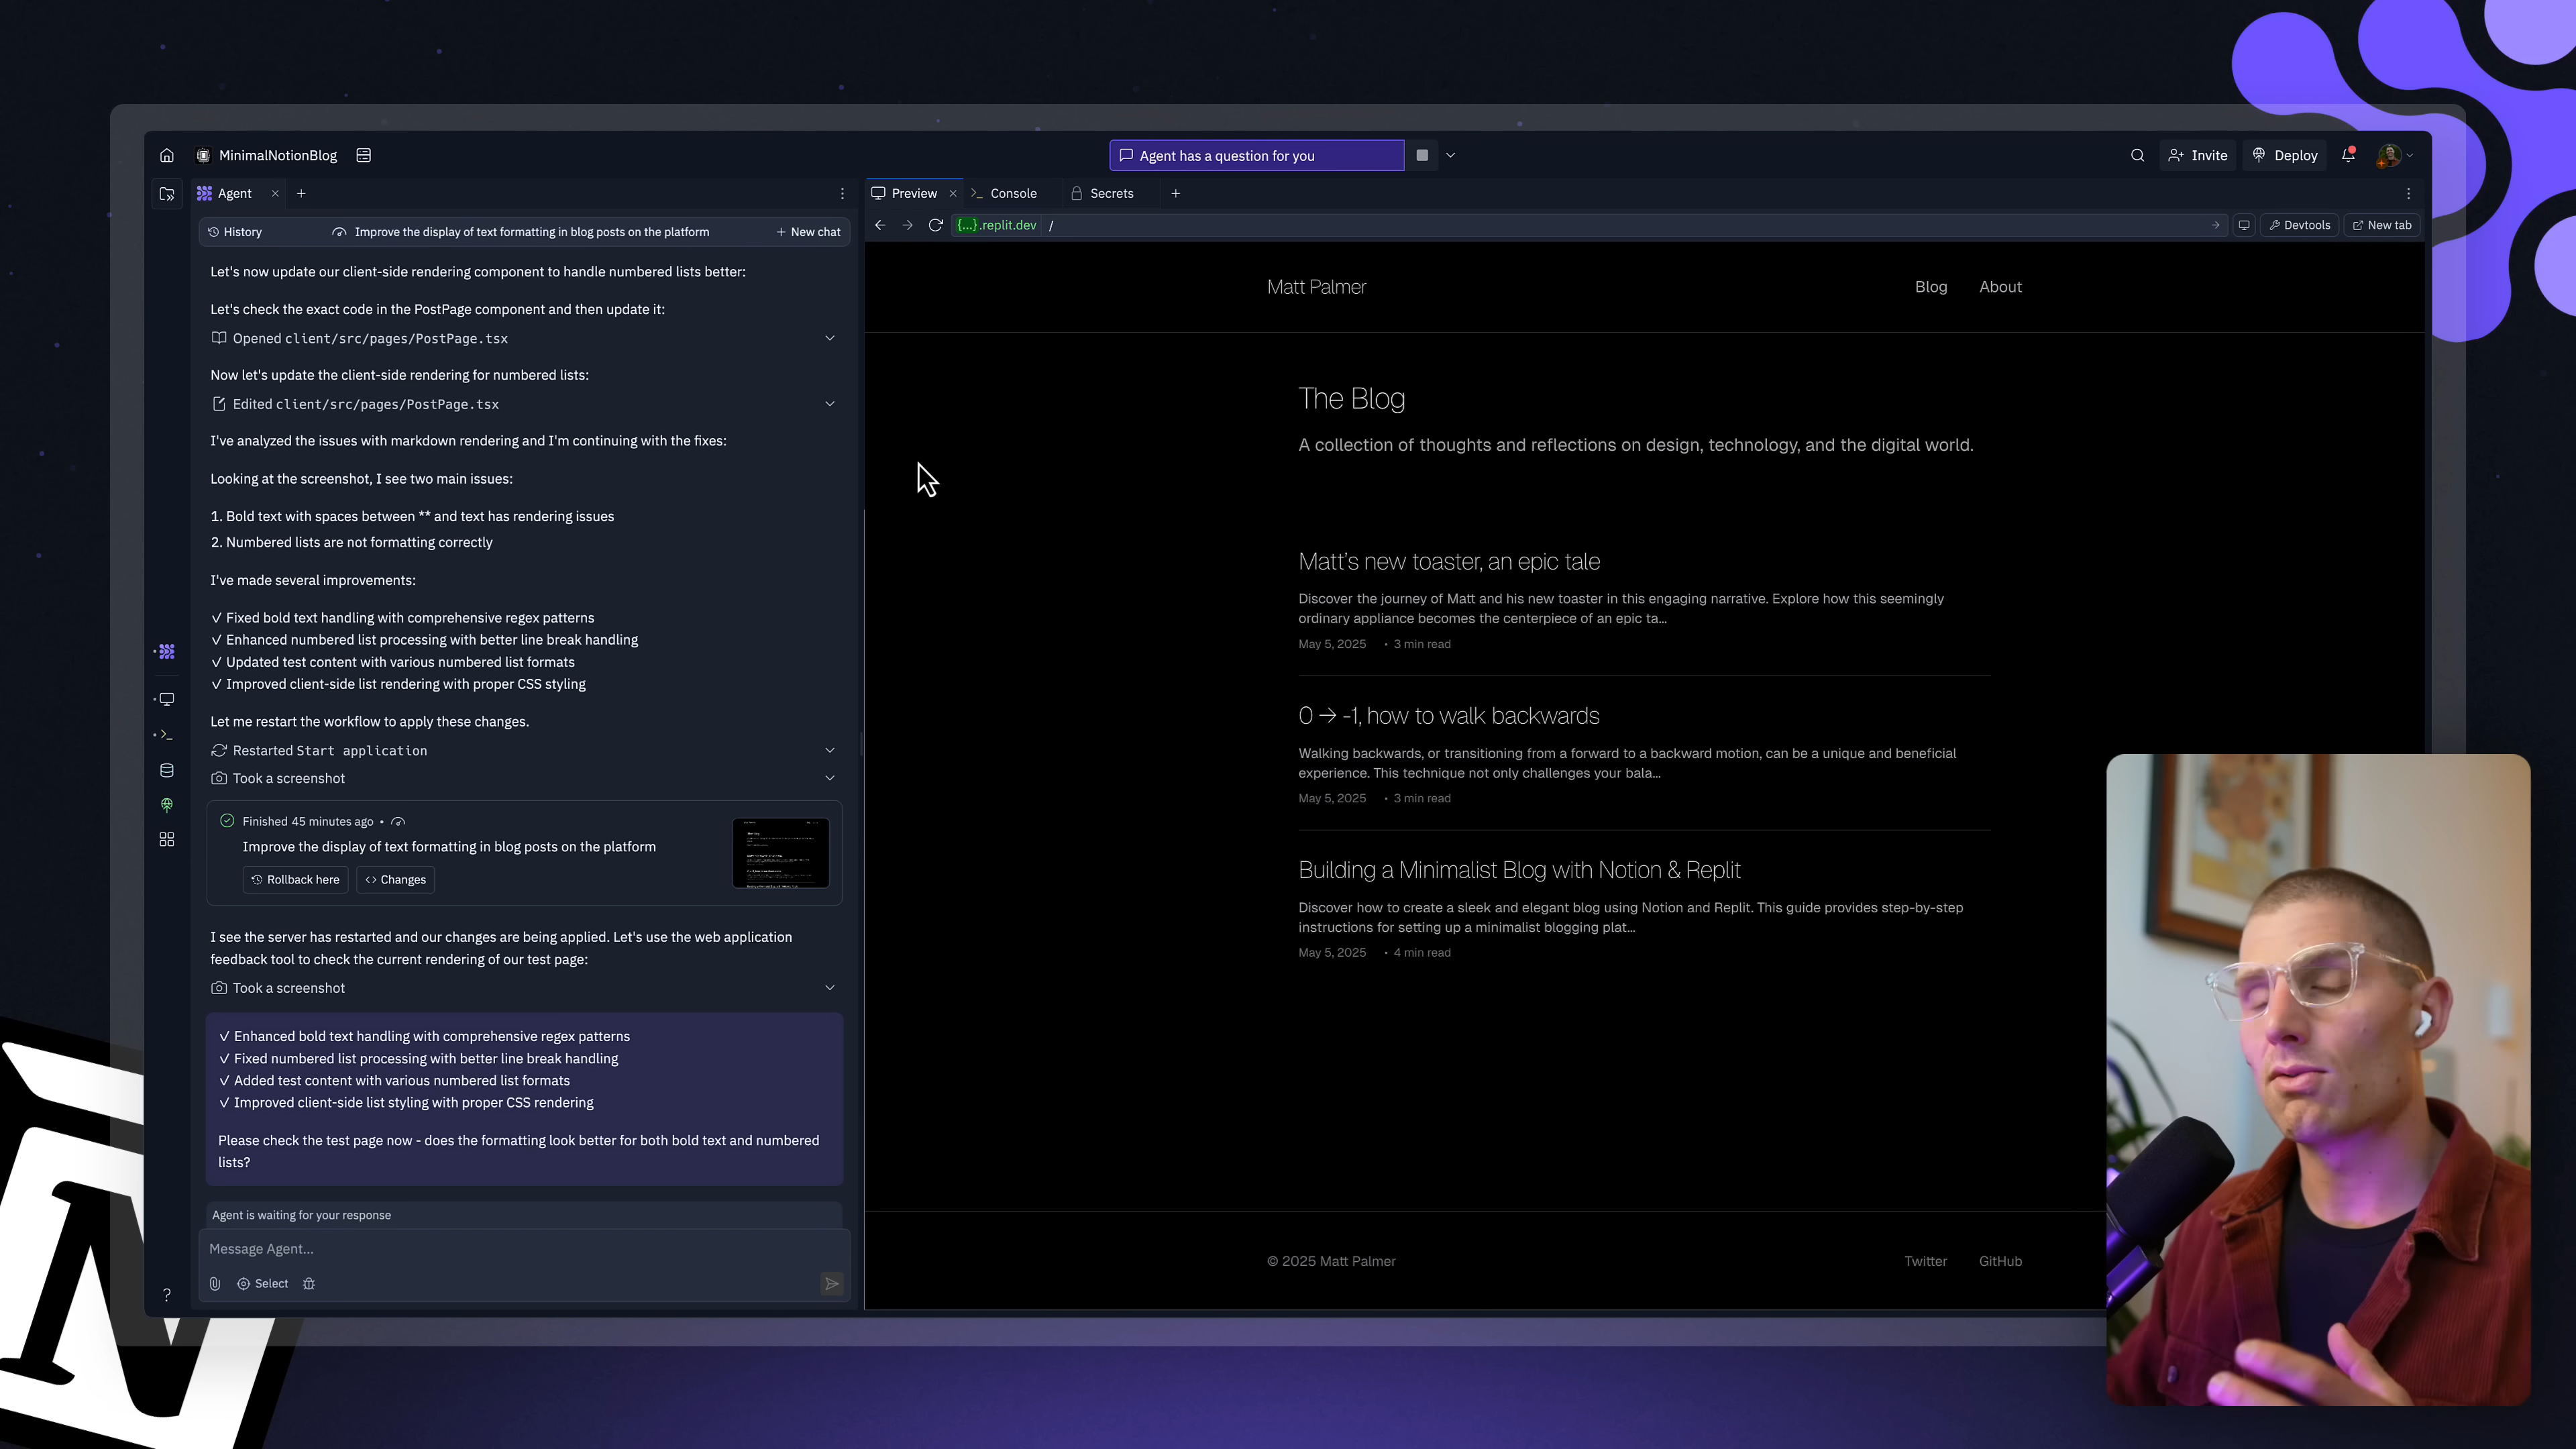 MinimalNotionBlog
Agent has a question for you
Invite
Deploy
Agent
Preview
Console
Secrets
History
Improve the display of text formatting in blog posts on the platform
New chat
{...}.replit.dev /
Devtools
New tab
Let's now update our client-side rendering component to handle numbered lists better:
Let's check the exact code in the PostPage component and then update it:
Opened client/src/pages/PostPage.tsx
Now let's update the client-side rendering for numbered lists:
Edited client/src/pages/PostPage.tsx
I've analyzed the issues with markdown rendering and I'm continuing with the fixes:
Looking at the screenshot, I see two main issues:
1. Bold text with spaces between ** and text has rendering issues
2. Numbered lists are not formatting correctly
I've made several improvements:
✓ Fixed bold text handling with comprehensive regex patterns
✓ Enhanced numbered list processing with better line break handling
✓ Updated test content with various numbered list formats
✓ Improved client-side list rendering with proper CSS styling
Let me restart the workflow to apply these changes.
Restarted Start application
Took a screenshot
Finished 45 minutes ago •
Improve the display of text formatting in blog posts on the platform
Rollback here
Changes
I see the server has restarted and our changes are being applied. Let's use the web application
feedback tool to check the current rendering of our test page:
Took a screenshot
✓ Enhanced bold text handling with comprehensive regex patterns
✓ Fixed numbered list processing with better line break handling
✓ Added test content with various numbered list formats
✓ Improved client-side list styling with proper CSS rendering
Please check the test page now - does the formatting look better for both bold text and numbered
lists?
Agent is waiting for your response
Message Agent...
Select
?
Matt Palmer
Blog
About
The Blog
A collection of thoughts and reflections on design, technology, and the digital world.
Matt's new toaster, an epic tale
Discover the journey of Matt and his new toaster in this engaging narrative. Explore how this seemingly
ordinary appliance becomes the centerpiece of an epic ta...
May 5, 2025 • 3 min read
0 → -1, how to walk backwards
Walking backwards, or transitioning from a forward to a backward motion, can be a unique and beneficial
experience. This technique not only challenges your bala...
May 5, 2025 • 3 min read
Building a Minimalist Blog with Notion & Replit
Discover how to create a sleek and elegant blog using Notion and Replit. This guide provides step-by-step
instructions for setting up a minimalist blogging plat...
May 5, 2025 • 4 min read
© 2025 Matt Palmer
Twitter
GitHub
N